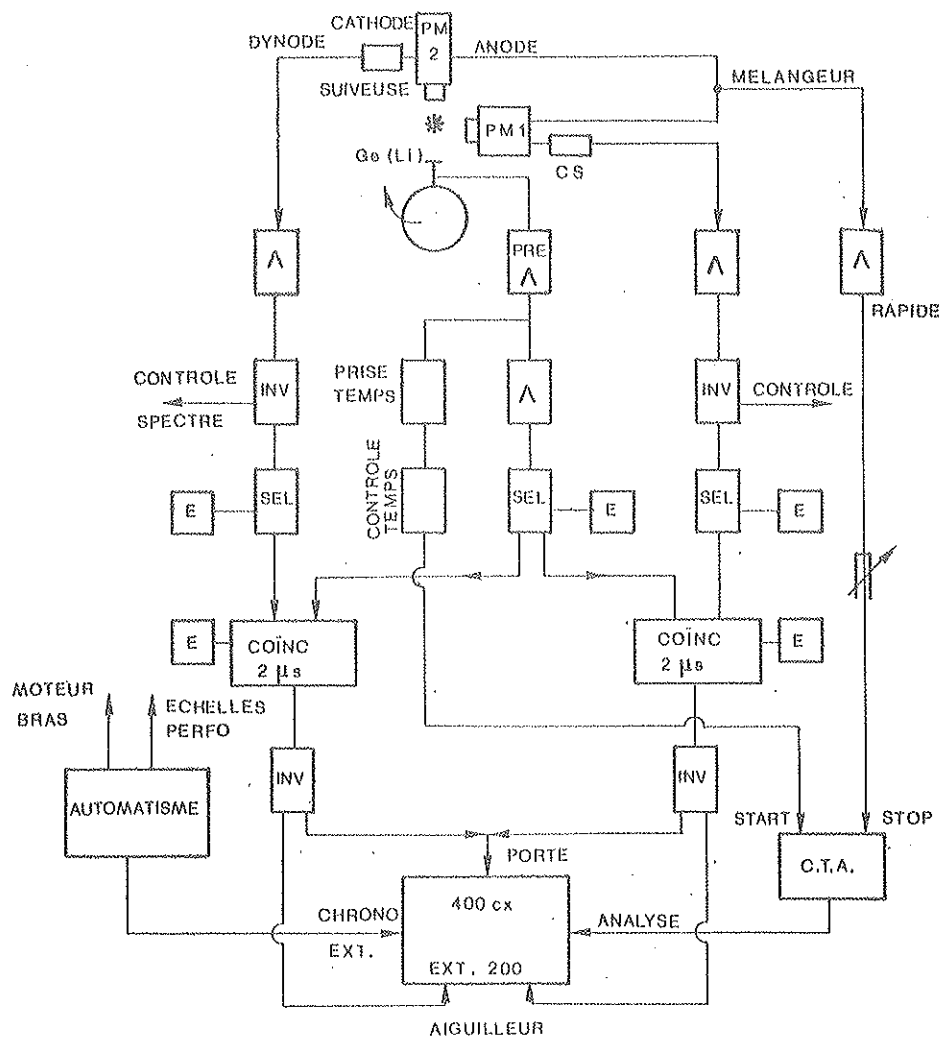 CATHODE
PM
2
DYNODE
ANODE
SUIVEUSE
MELANGEUR
PM1
Ge (Li)
CS
Λ
PRE
Λ
Λ
Λ
RAPIDE
CONTROLE
SPECTRE
INV
PRISE
TEMPS
Λ
INV
CONTROLE
E
SEL
CONTROLE
TEMPS
SEL
E
SEL
E
E
COÏNC
2 µs
COÏNC
2 µs
E
MOTEUR
BRAS
ECHELLES
PERFO
AUTOMATISME
INV
INV
START
STOP
PORTE
C.T.A.
400 cx
CHRONO
EXT.
ANALYSE
EXT. 200
AIGUILLEUR